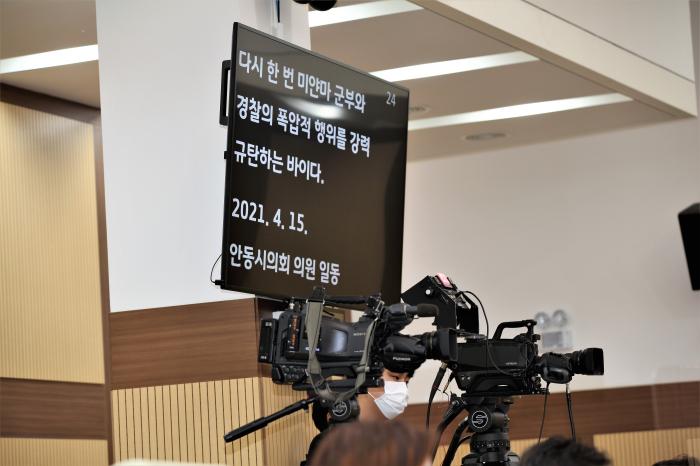 24
다시 한 번 미얀마 군부와
경찰의 폭압적 행위를 강력
규탄하는 바이다.
2021. 4. 15.
안동시의회 의원 일동
FUJINON
HITACHI